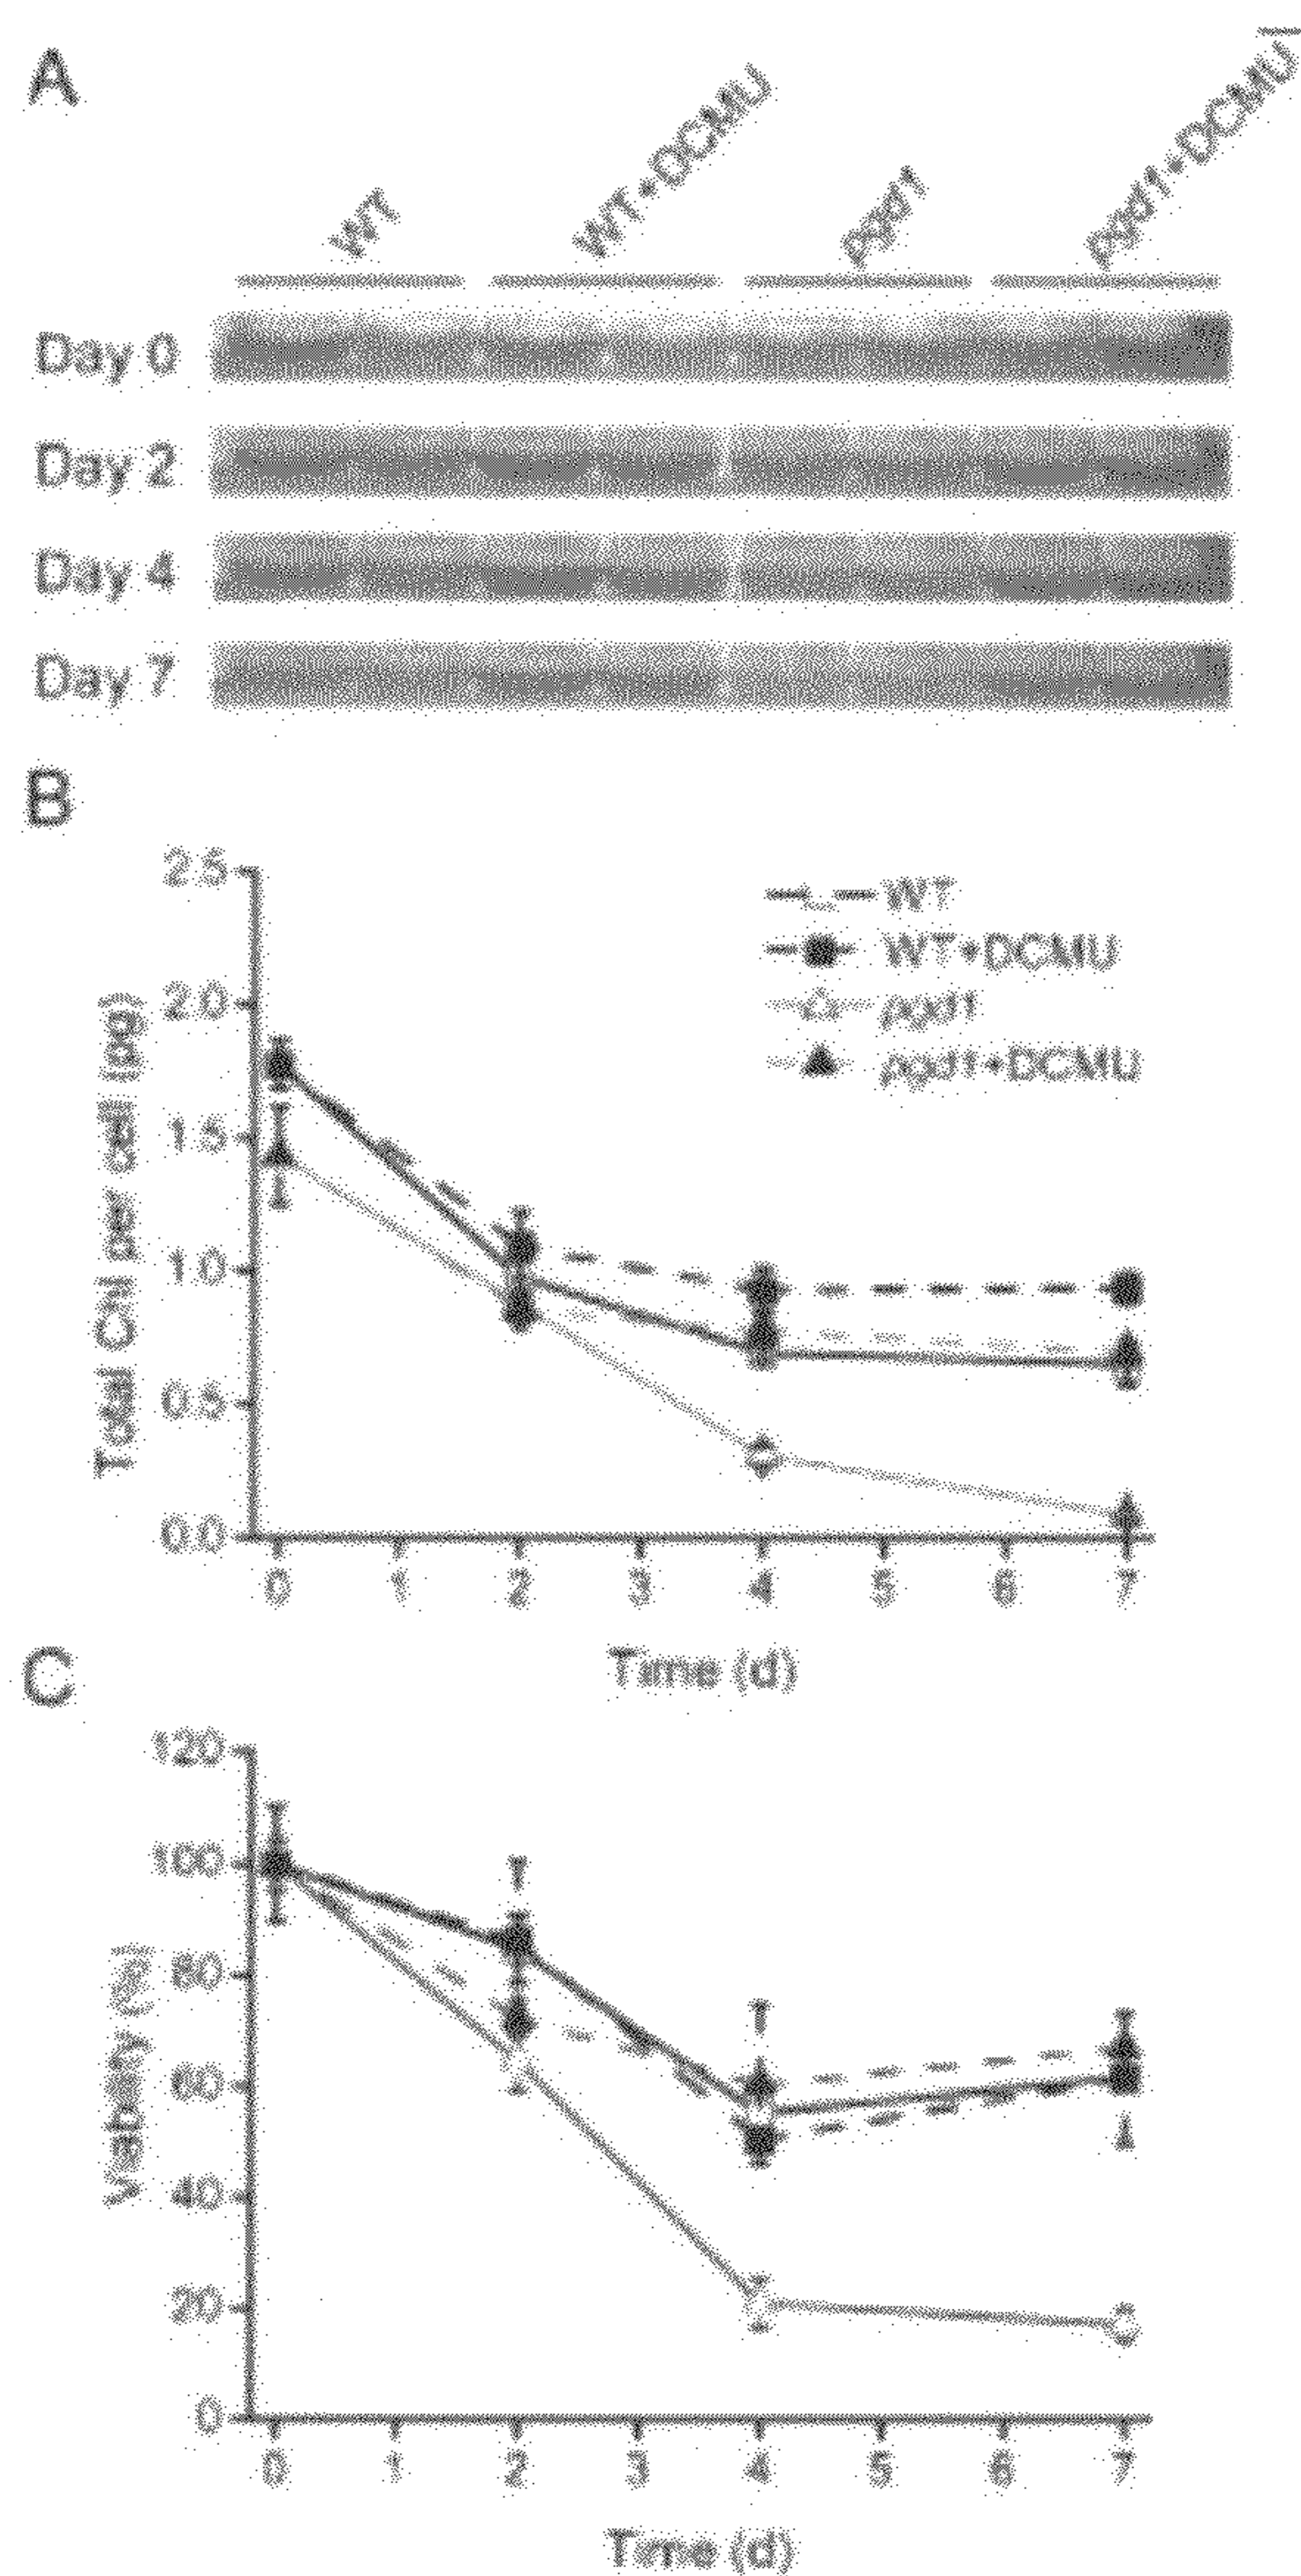 A
WT
WT+DCMU
pgd1
pgd1+DCMU
Day 0
Day 2
Day 4
Day 7
B
Total Chl per cell (pg)
2.5
2.0
1.5
1.0
0.5
0.0
WT
WT+DCMU
pgd1
pgd1+DCMU
0 1 2 3 4 5 6 7
Time (d)
C
Viability (%)
120
100
80
60
40
20
0
0 1 2 3 4 5 6 7
Time (d)